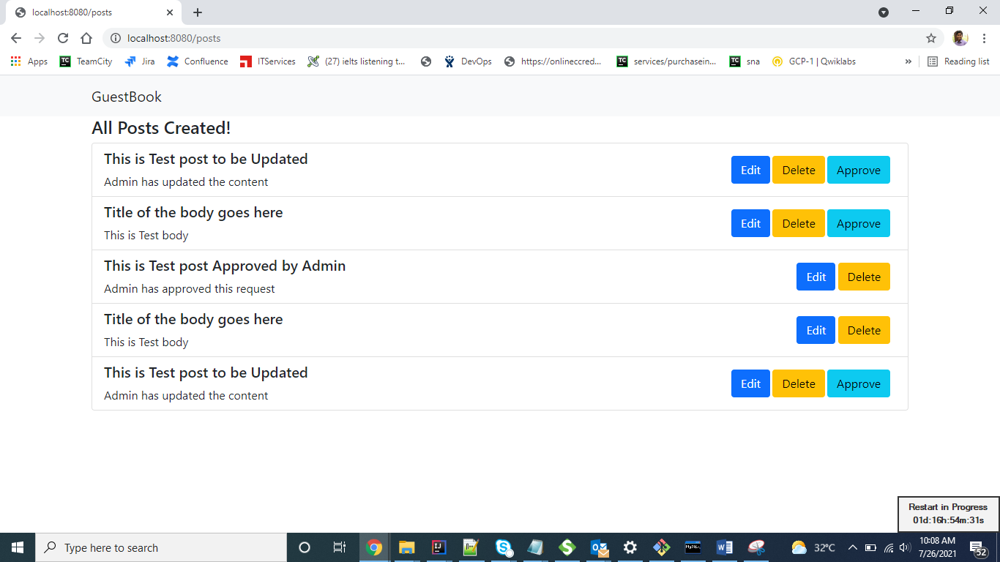 localhost:8080/posts
localhost:8080/posts
Apps TeamCity Jira Confluence ITServices (27) ielts listening t... DevOps https://onlineccred... services/purchasein... sna GCP-1 | Qwiklabs » Reading list
GuestBook
All Posts Created!
This is Test post to be Updated
Admin has updated the content
Edit Delete Approve
Title of the body goes here
This is Test body
Edit Delete Approve
This is Test post Approved by Admin
Admin has approved this request
Edit Delete
Title of the body goes here
This is Test body
Edit Delete
This is Test post to be Updated
Admin has updated the content
Edit Delete Approve
Restart in Progress
01d:16h:54m:31s
Type here to search
32°C
10:08 AM
7/26/2021
52